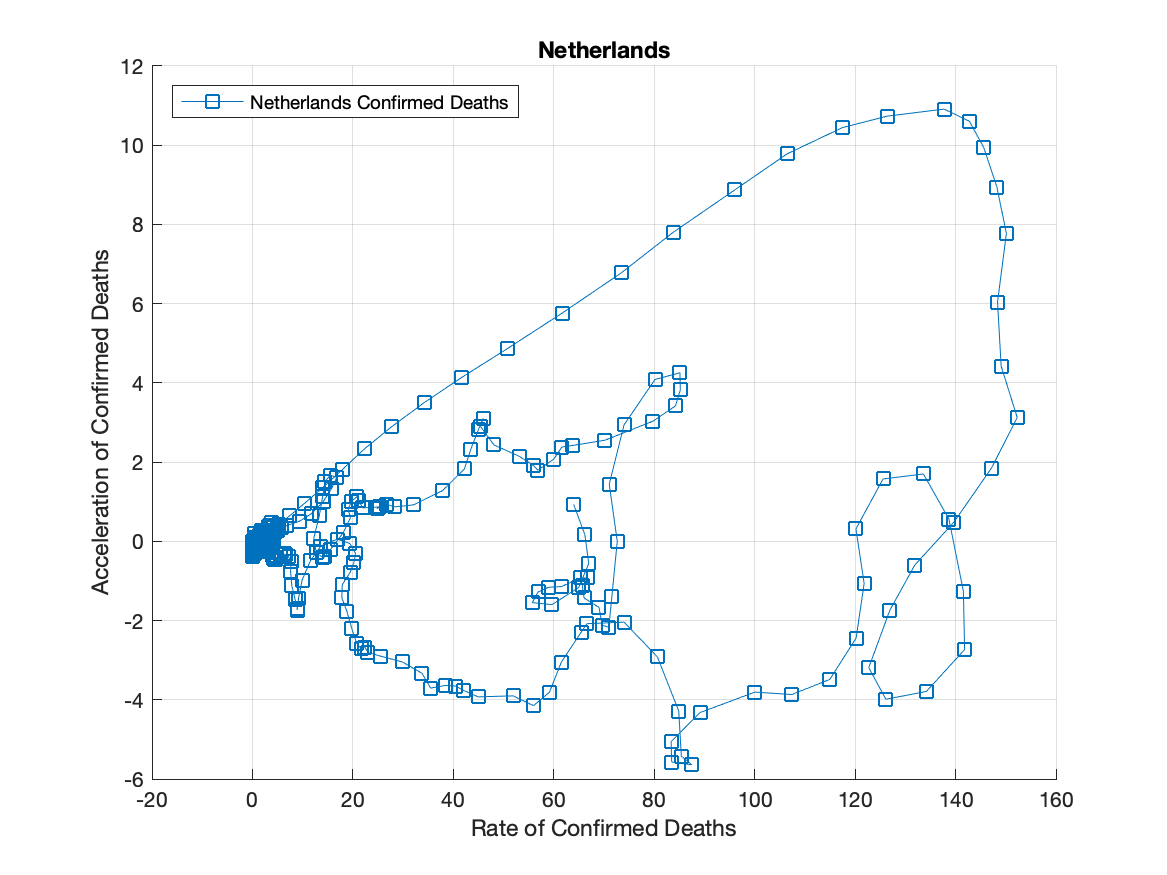 Netherlands
Netherlands Confirmed Deaths
12
10
8
6
4
2
0
-2
-4
-6
Acceleration of Confirmed Deaths
-20 0 20 40 60 80 100 120 140 160
Rate of Confirmed Deaths